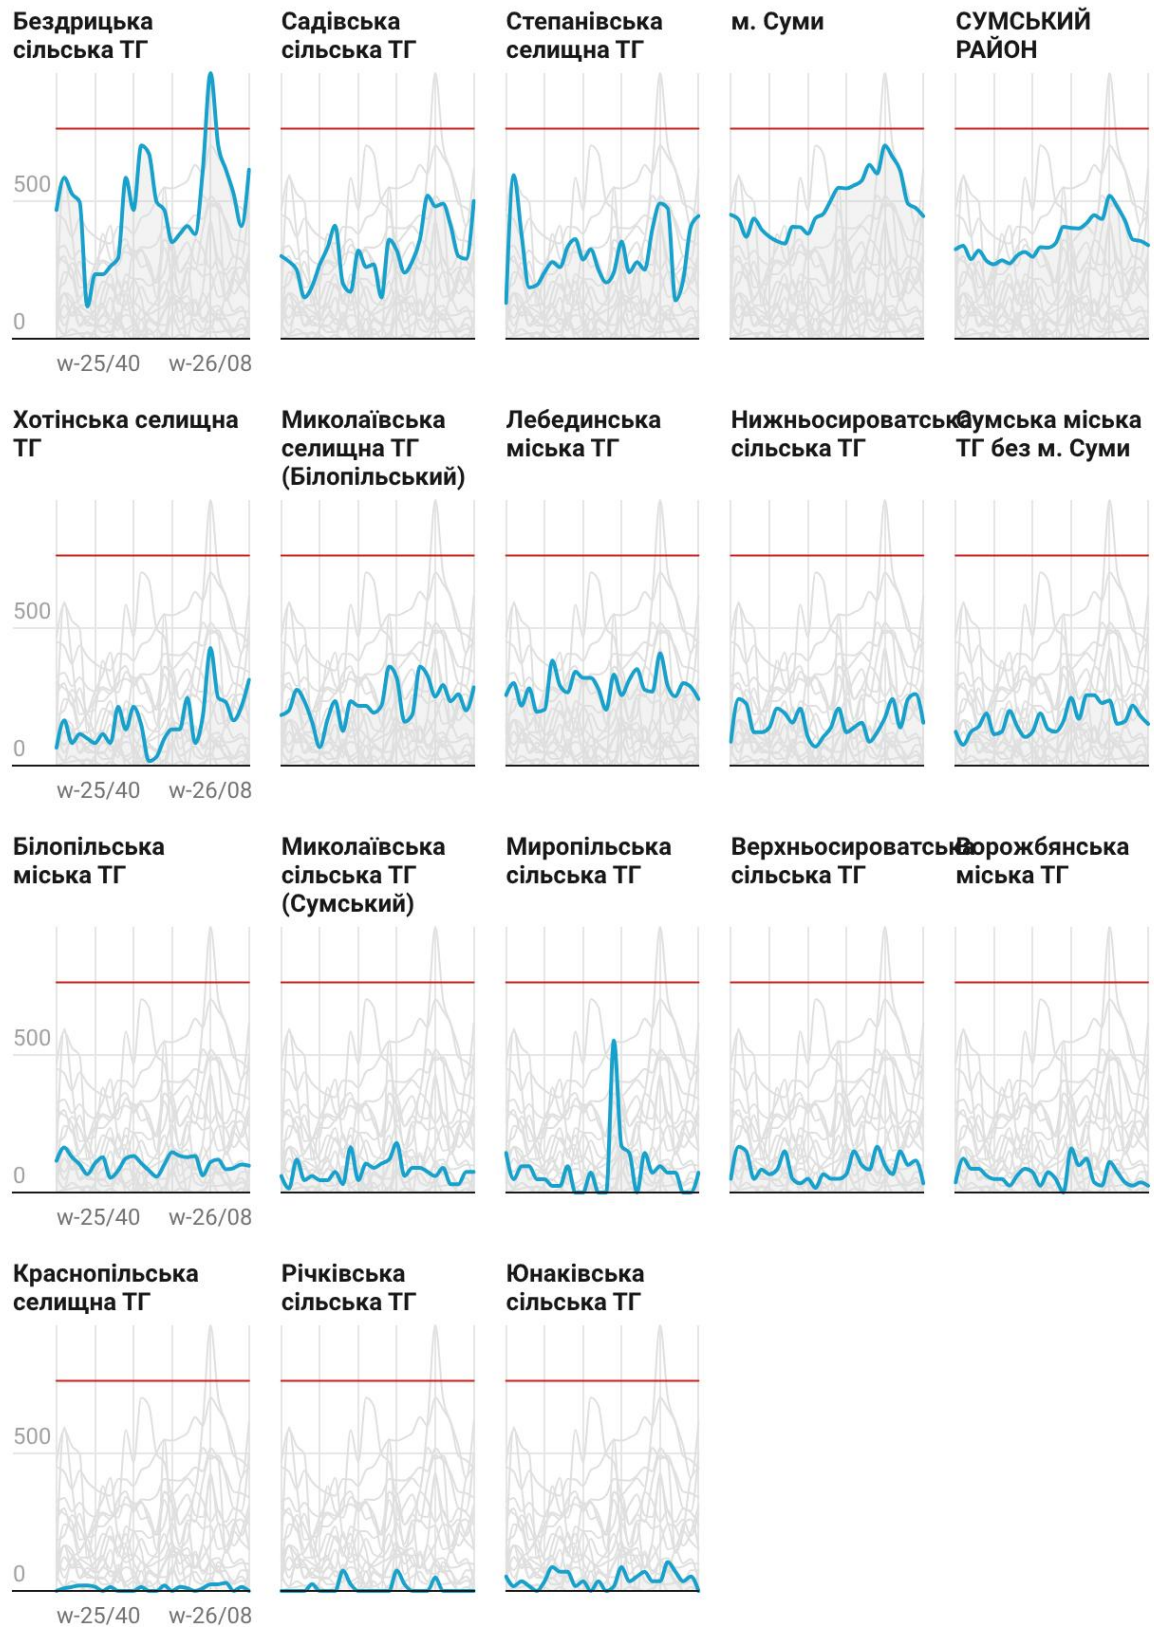 Бездрицька
сільська ТГ
Садівська
сільська ТГ
Степанівська
селищна ТГ
м. Суми
СУМСЬКИЙ
РАЙОН
500
0
w-25/40 w-26/08
Хотінська селищна
ТГ
Миколаївська
селищна ТГ
(Білопільський)
Лебединська
міська ТГ
Нижньосироватська
сільська ТГ
Сумська міська
ТГ без м. Суми
500
0
w-25/40 w-26/08
Білопільська
міська ТГ
Миколаївська
сільська ТГ
(Сумський)
Миропільська
сільська ТГ
Верхньосироватська
сільська ТГ
Ворожбянська
міська ТГ
500
0
w-25/40 w-26/08
Краснопільська
селищна ТГ
Річківська
сільська ТГ
Юнаківська
сільська ТГ
500
0
w-25/40 w-26/08